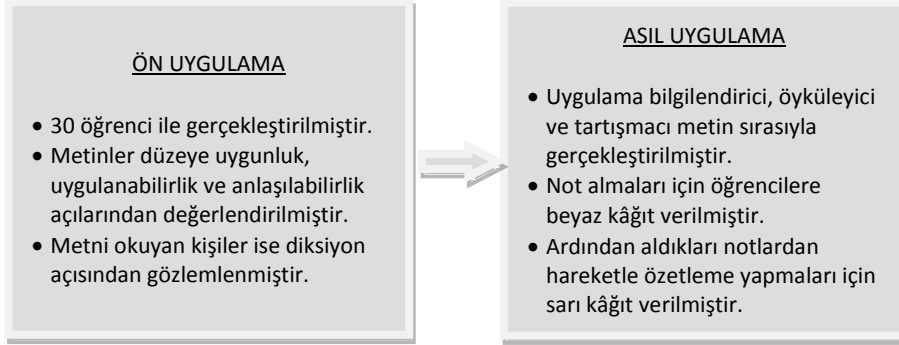 ÖN UYGULAMA
• 30 öğrenci ile gerçekleştirilmiştir.
• Metinler düzeye uygunluk,
uygulanabilirlik ve anlaşılabilirlik
açılarından değerlendirilmiştir.
• Metni okuyan kişiler ise diksiyon
açısından gözlemlenmiştir.
ASIL UYGULAMA
• Uygulama bilgilendirici, öyküleyici
ve tartışmacı metin sırasıyla
gerçekleştirilmiştir.
• Not almaları için öğrencilere
beyaz kâğıt verilmiştir.
• Ardından aldıkları notlardan
hareketle özetleme yapmaları için
sarı kâğıt verilmiştir.